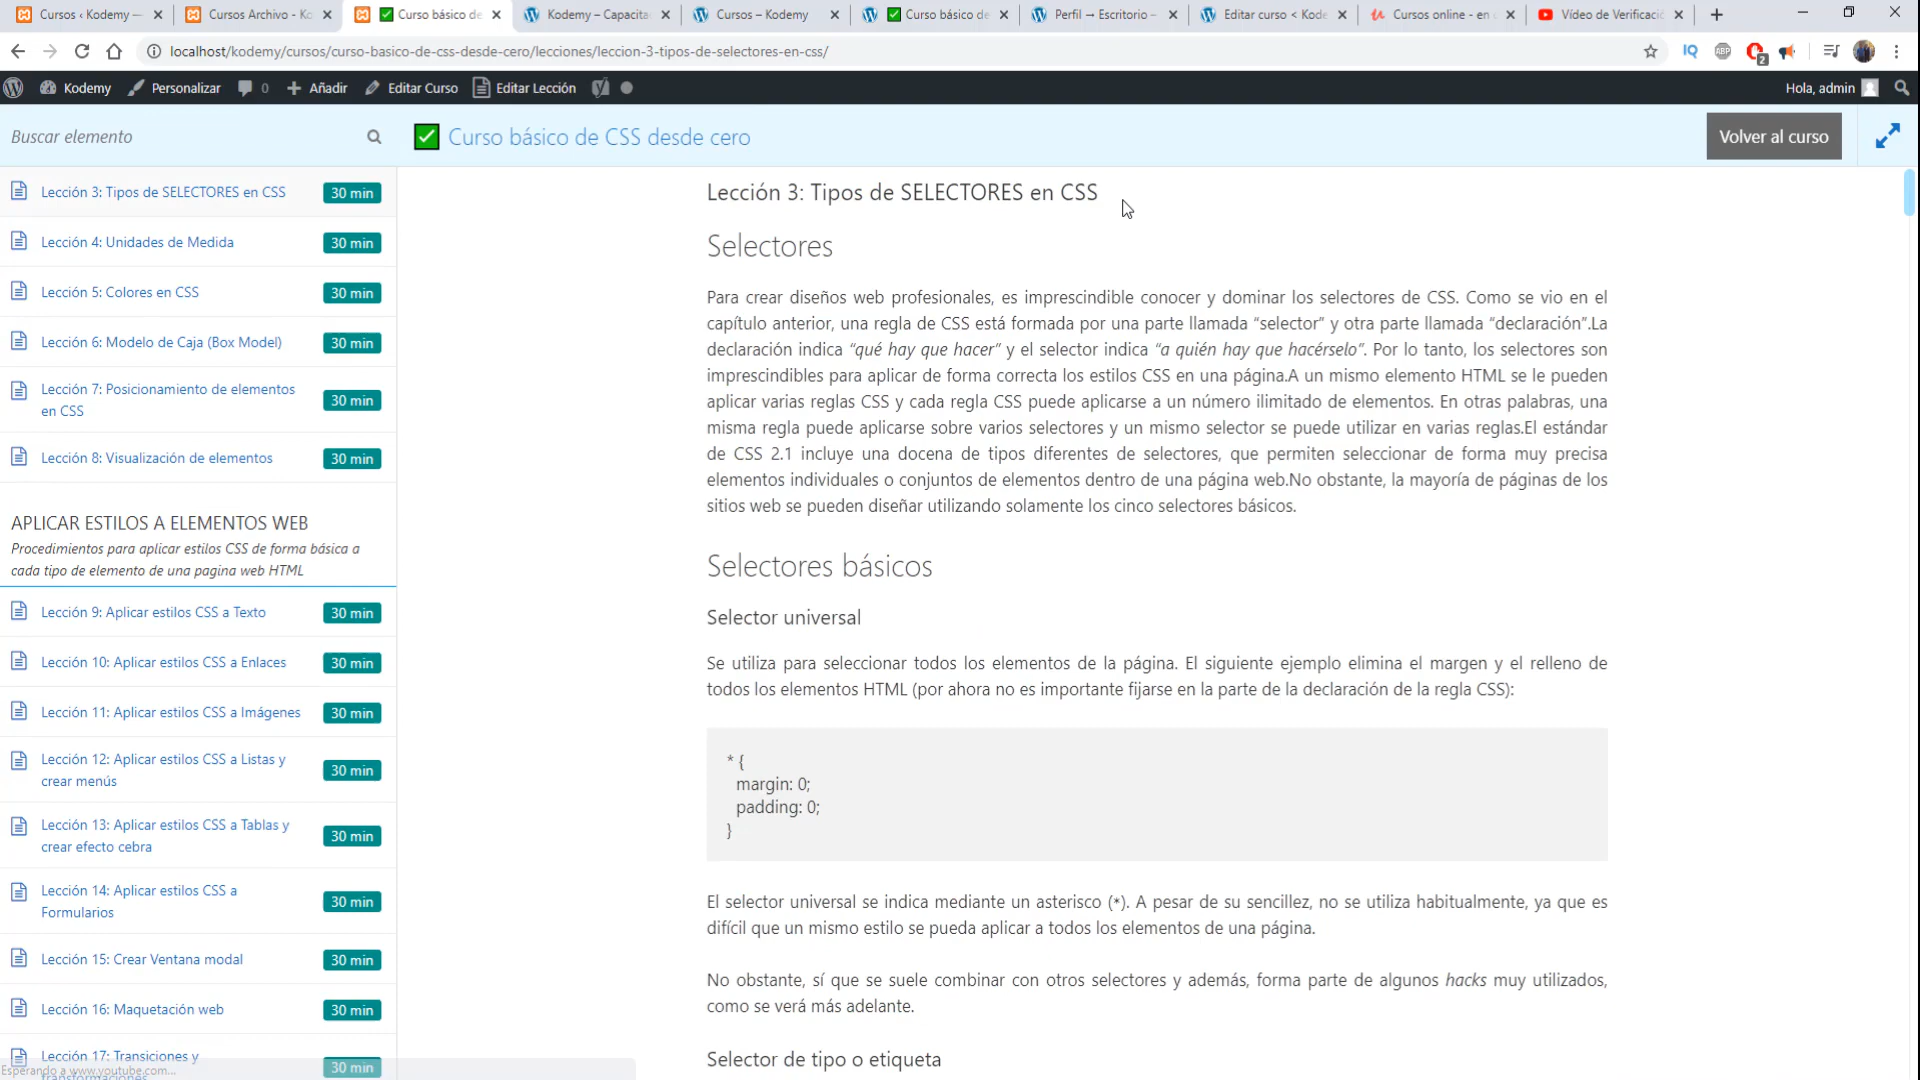 Cursos ‹ Kodemy —
Cursos Archivo - Ko
Curso básico de
Kodemy – Capacita
Cursos – Kodemy
Curso básico de
Perfil → Escritorio –
Editar curso < Kode
Cursos online - en
Vídeo de Verificació
localhost/kodemy/cursos/curso-basico-de-css-desde-cero/lecciones/leccion-3-tipos-de-selectores-en-css/
IQ
ABP
2
Kodemy
Personalizar
0
Añadir
Editar Curso
Editar Lección
Hola, admin
Buscar elemento
Curso básico de CSS desde cero
Volver al curso
Lección 3: Tipos de SELECTORES en CSS
30 min
Lección 4: Unidades de Medida
30 min
Lección 5: Colores en CSS
30 min
Lección 6: Modelo de Caja (Box Model)
30 min
Lección 7: Posicionamiento de elementos
en CSS
30 min
Lección 8: Visualización de elementos
30 min
APLICAR ESTILOS A ELEMENTOS WEB
Procedimientos para aplicar estilos CSS de forma básica a
cada tipo de elemento de una pagina web HTML
Lección 9: Aplicar estilos CSS a Texto
30 min
Lección 10: Aplicar estilos CSS a Enlaces
30 min
Lección 11: Aplicar estilos CSS a Imágenes
30 min
Lección 12: Aplicar estilos CSS a Listas y
crear menús
30 min
Lección 13: Aplicar estilos CSS a Tablas y
crear efecto cebra
30 min
Lección 14: Aplicar estilos CSS a
Formularios
30 min
Lección 15: Crear Ventana modal
30 min
Lección 16: Maquetación web
30 min
Lección 17: Transiciones y
transformaciones
30 min
Esperando a www.youtube.com...
Lección 3: Tipos de SELECTORES en CSS
Selectores
Para crear diseños web profesionales, es imprescindible conocer y dominar los selectores de CSS. Como se vio en el
capítulo anterior, una regla de CSS está formada por una parte llamada “selector” y otra parte llamada “declaración”.La
declaración indica “qué hay que hacer” y el selector indica “a quién hay que hacérselo”. Por lo tanto, los selectores son
imprescindibles para aplicar de forma correcta los estilos CSS en una página.A un mismo elemento HTML se le pueden
aplicar varias reglas CSS y cada regla CSS puede aplicarse a un número ilimitado de elementos. En otras palabras, una
misma regla puede aplicarse sobre varios selectores y un mismo selector se puede utilizar en varias reglas.El estándar
de CSS 2.1 incluye una docena de tipos diferentes de selectores, que permiten seleccionar de forma muy precisa
elementos individuales o conjuntos de elementos dentro de una página web.No obstante, la mayoría de páginas de los
sitios web se pueden diseñar utilizando solamente los cinco selectores básicos.
Selectores básicos
Selector universal
Se utiliza para seleccionar todos los elementos de la página. El siguiente ejemplo elimina el margen y el relleno de
todos los elementos HTML (por ahora no es importante fijarse en la parte de la declaración de la regla CSS):
* {
margin: 0;
padding: 0;
}
El selector universal se indica mediante un asterisco (*). A pesar de su sencillez, no se utiliza habitualmente, ya que es
difícil que un mismo estilo se pueda aplicar a todos los elementos de una página.
No obstante, sí que se suele combinar con otros selectores y además, forma parte de algunos hacks muy utilizados,
como se verá más adelante.
Selector de tipo o etiqueta